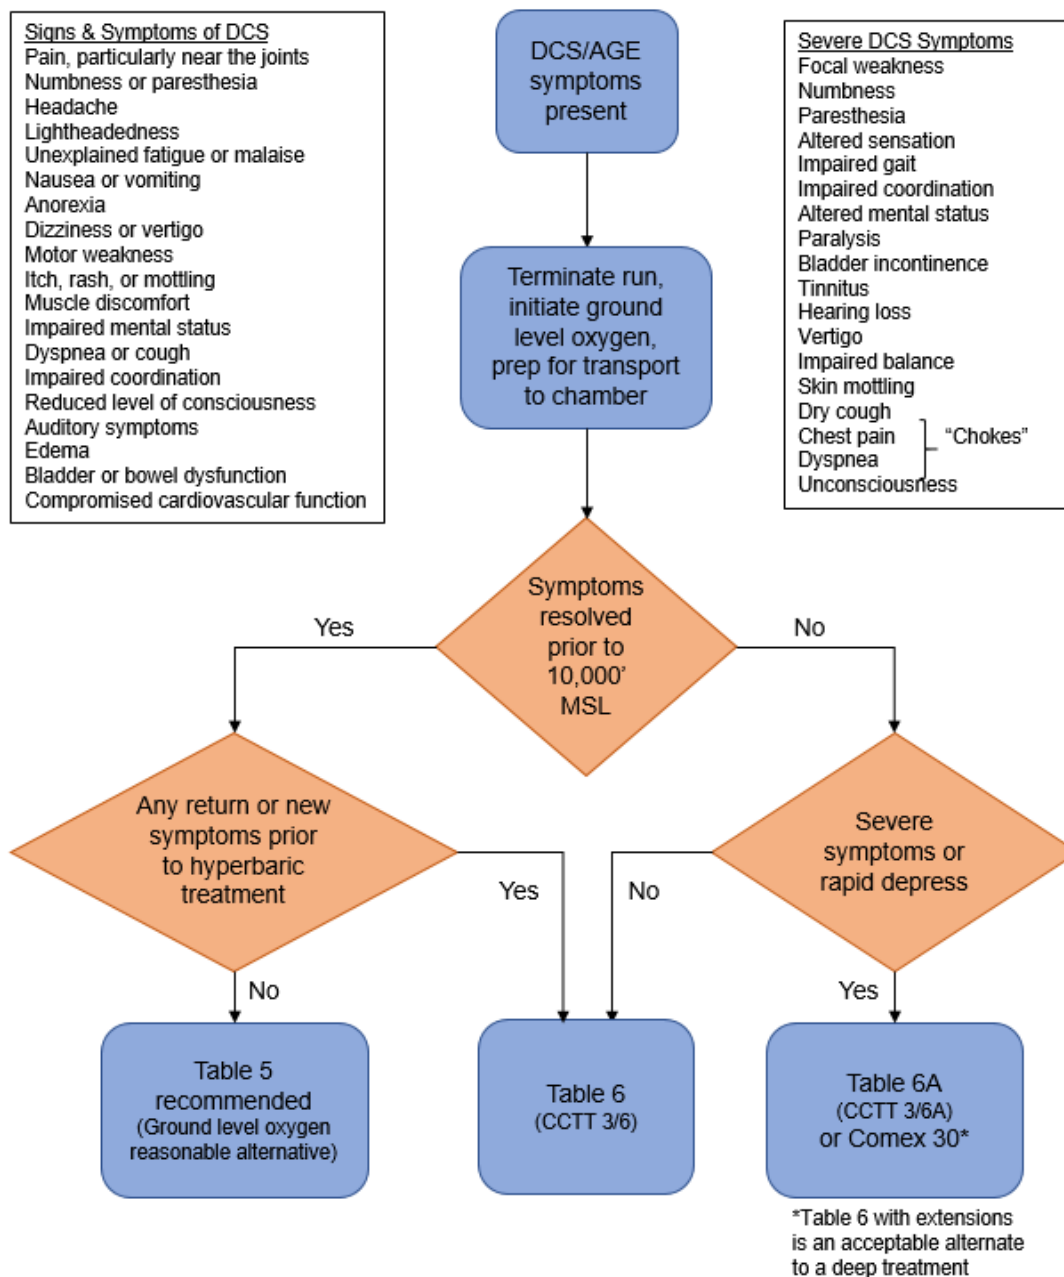 Signs & Symptoms of DCS
Pain, particularly near the joints
Numbness or paresthesia
Headache
Lightheadedness
Unexplained fatigue or malaise
Nausea or vomiting
Anorexia
Dizziness or vertigo
Motor weakness
Itch, rash, or mottling
Muscle discomfort
Impaired mental status
Dyspnea or cough
Impaired coordination
Reduced level of consciousness
Auditory symptoms
Edema
Bladder or bowel dysfunction
Compromised cardiovascular function
DCS/AGE
symptoms
present
Severe DCS Symptoms
Focal weakness
Numbness
Paresthesia
Altered sensation
Impaired gait
Impaired coordination
Altered mental status
Paralysis
Bladder incontinence
Tinnitus
Hearing loss
Vertigo
Impaired balance
Skin mottling
Dry cough
Chest pain
Dyspnea
Unconsciousness
“Chokes”
Terminate run,
initiate ground
level oxygen,
prep for transport
to chamber
Symptoms
resolved
prior to
10,000’
MSL
Yes
No
Any return or new
symptoms prior
to hyperbaric
treatment
Severe
symptoms or
rapid depress
Yes
No
No
Yes
Table 5
recommended
(Ground level oxygen
reasonable alternative)
Table 6
(CCTT 3/6)
Table 6A
(CCTT 3/6A)
or Comex 30*
*Table 6 with extensions
is an acceptable alternate
to a deep treatment